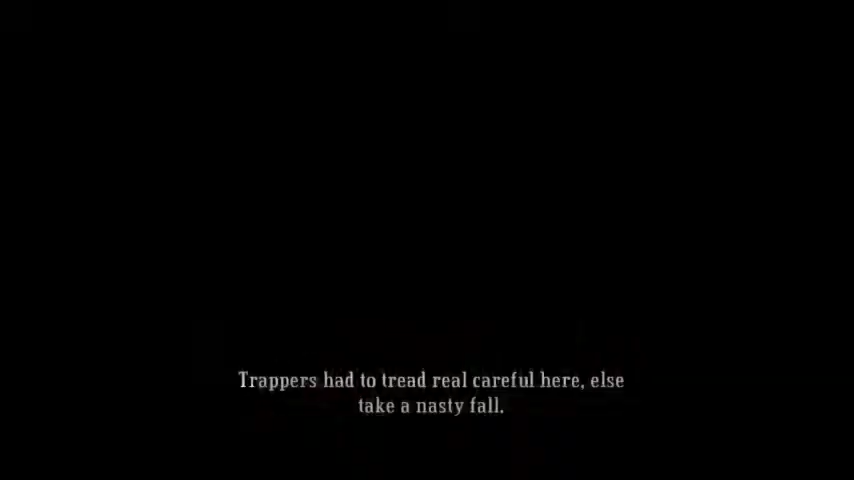 Trappers had to tread real careful here, else
take a nasty fall.